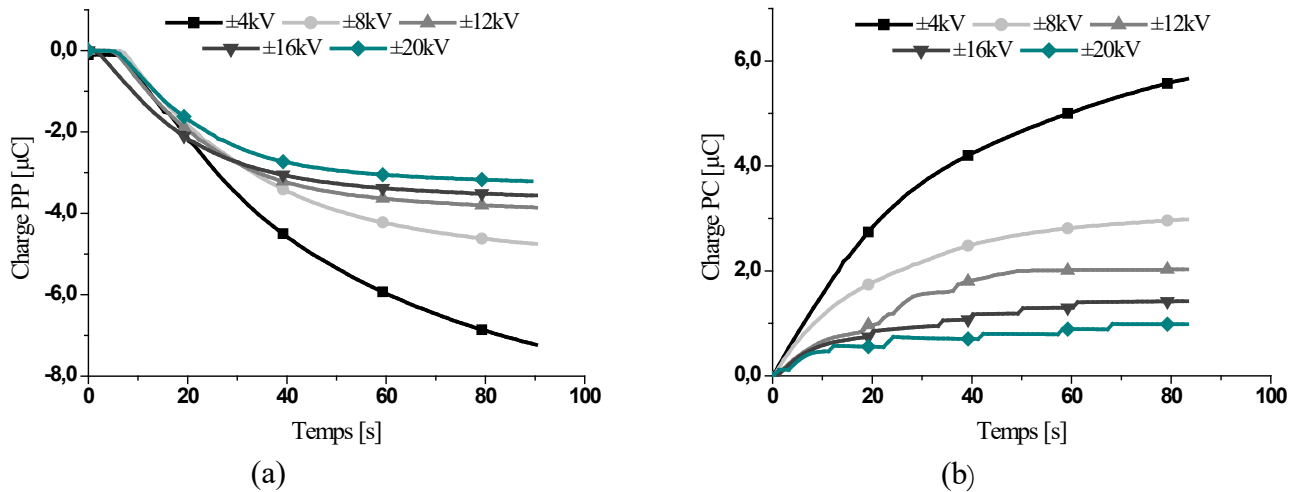 ±4kV ±8kV ±12kV
±16kV ±20kV
0,0
-2,0
-4,0
-6,0
-8,0
Charge PP [µC]
0 20 40 60 80 100
Temps [s]
(a)
±4kV ±8kV ±12kV
±16kV ±20kV
6,0
4,0
2,0
0,0
Charge PC [µC]
0 20 40 60 80 100
Temps [s]
(b)